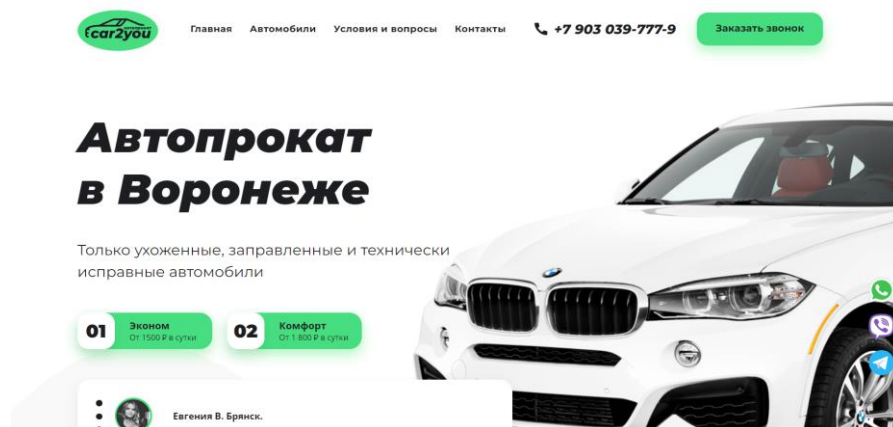 автопрокат
car2you
Главная
Автомобили
Условия и вопросы
Контакты
+7 903 039-777-9
Заказать звонок
Автопрокат
в Воронеже
Только ухоженные, заправленные и технически
исправные автомобили
01
Эконом
От 1500 ₽ в сутки
02
Комфорт
От 1 800 ₽ в сутки
Евгения В. Брянск.